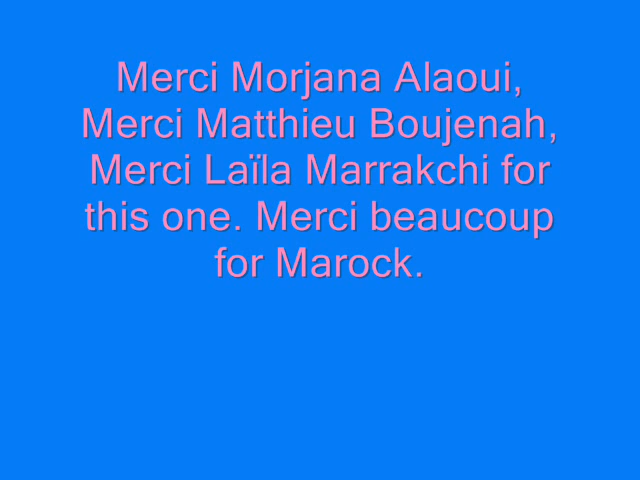 Merci Morjana Alaoui,
Merci Matthieu Boujenah,
Merci Laïla Marrakchi for
this one. Merci beaucoup
for Marock.